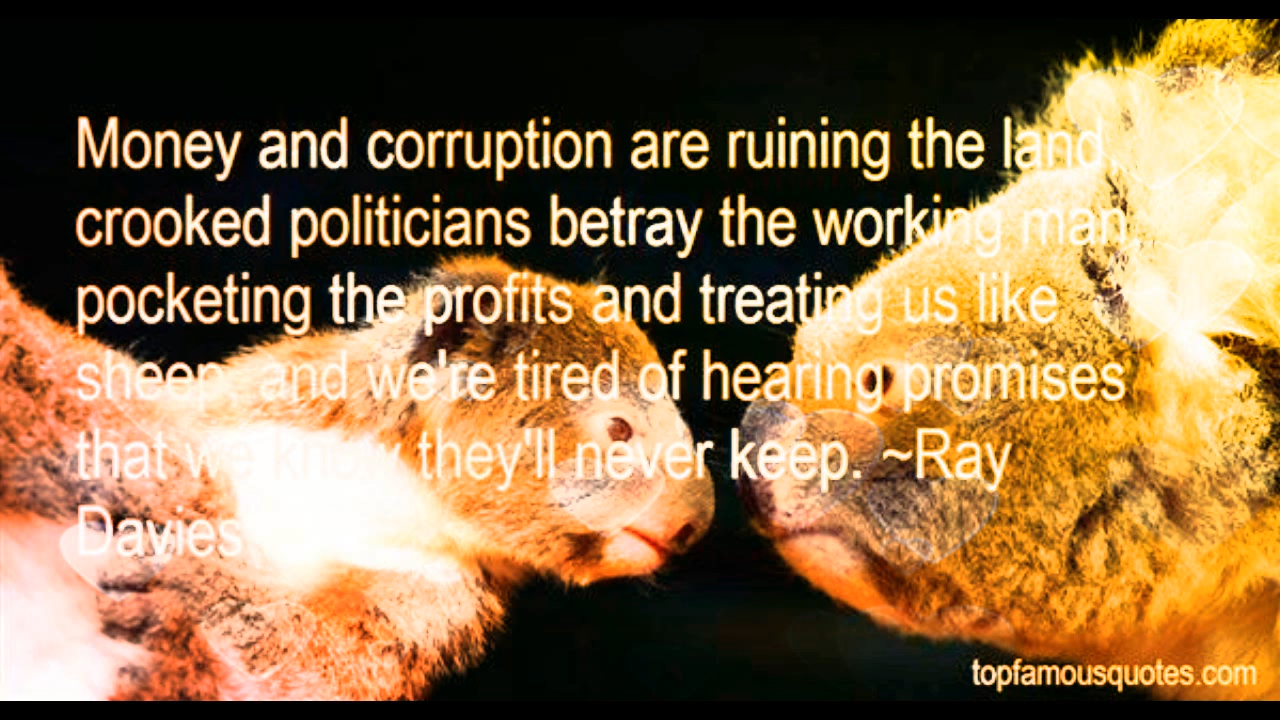 Money and corruption are ruining the land,
crooked politicians betray the working man,
pocketing the profits and treating us like
sheep, and we're tired of hearing promises
that we know they'll never keep. ~Ray
Davies
topfamousquotes.com